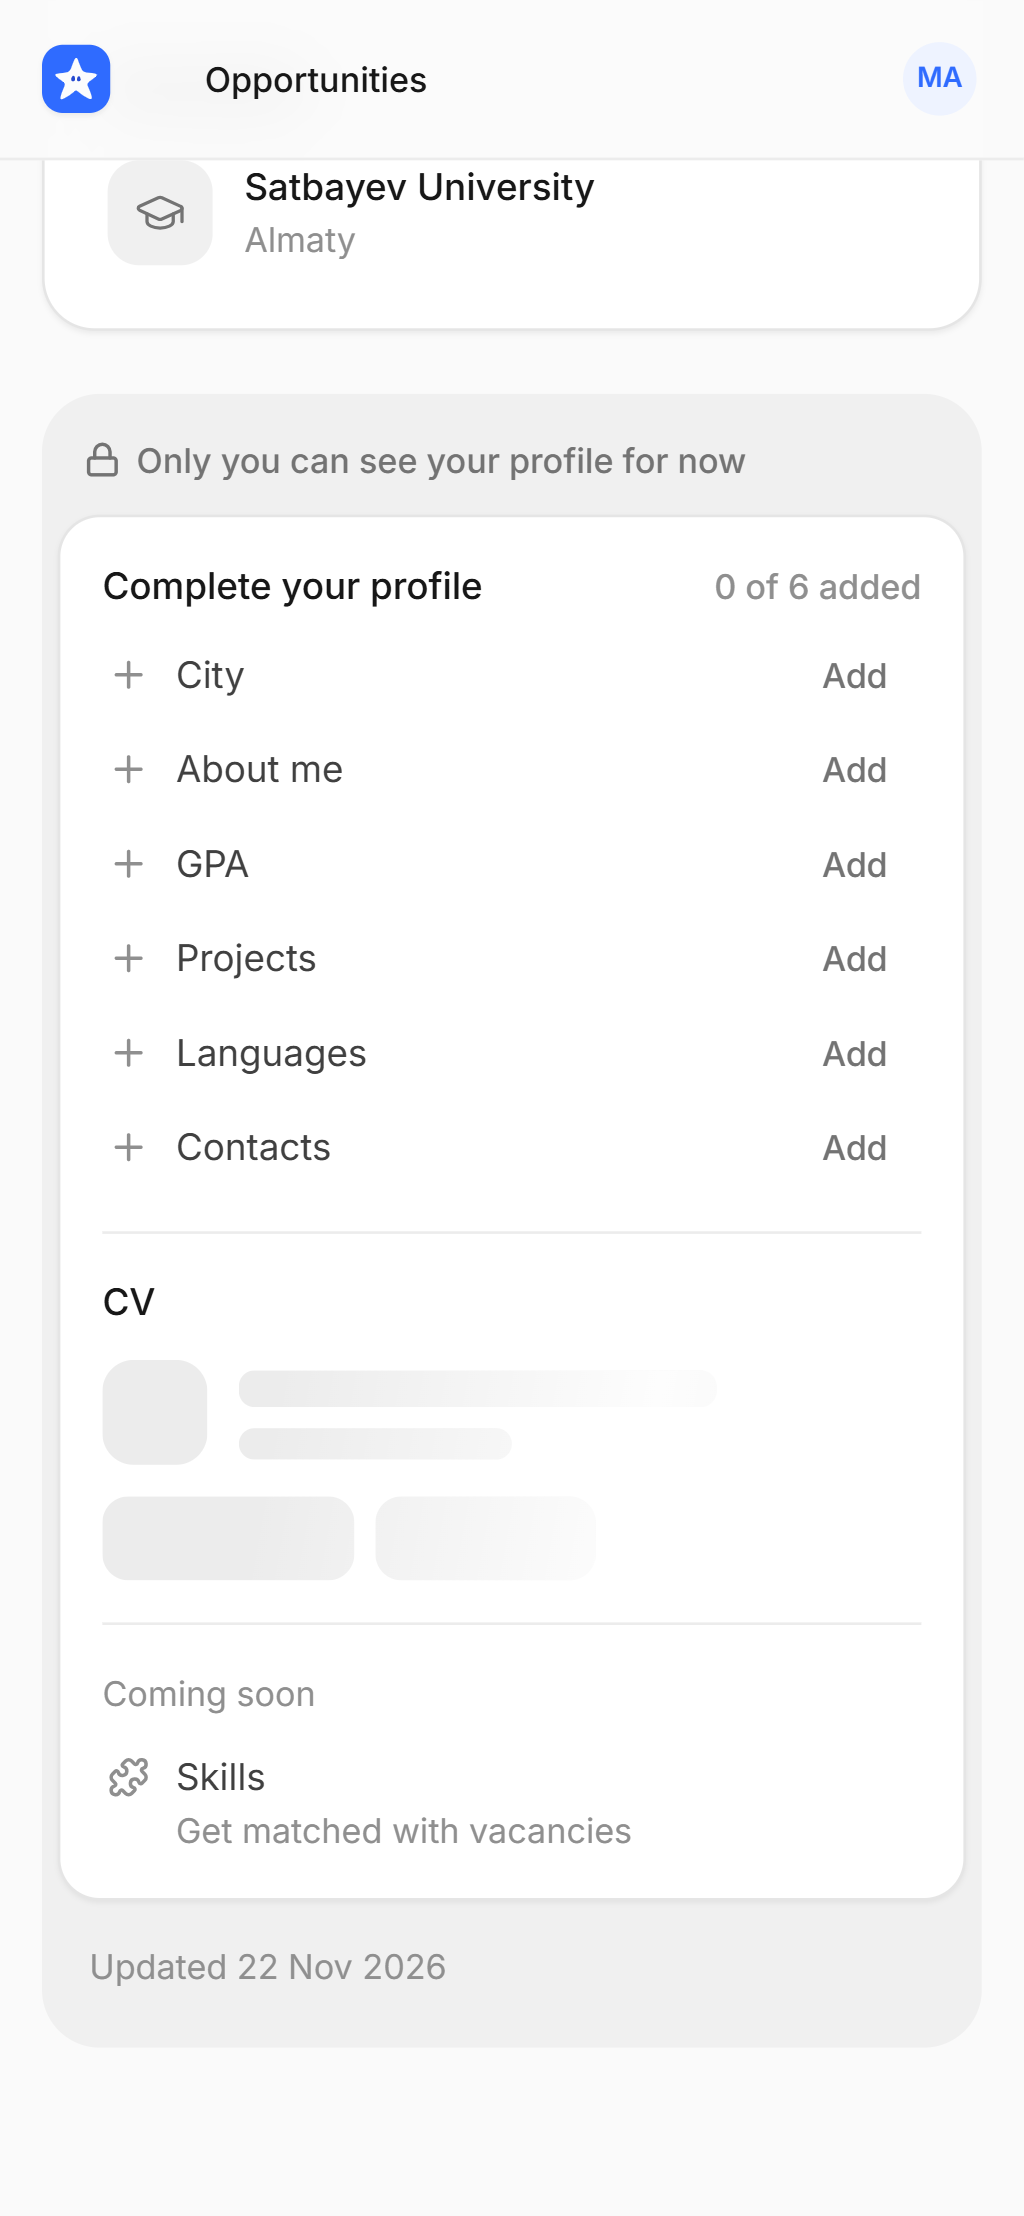 Opportunities
MA
Satbayev University
Almaty
Only you can see your profile for now
Complete your profile
0 of 6 added
City
Add
About me
Add
GPA
Add
Projects
Add
Languages
Add
Contacts
Add
CV
Coming soon
Skills
Get matched with vacancies
Updated 22 Nov 2026